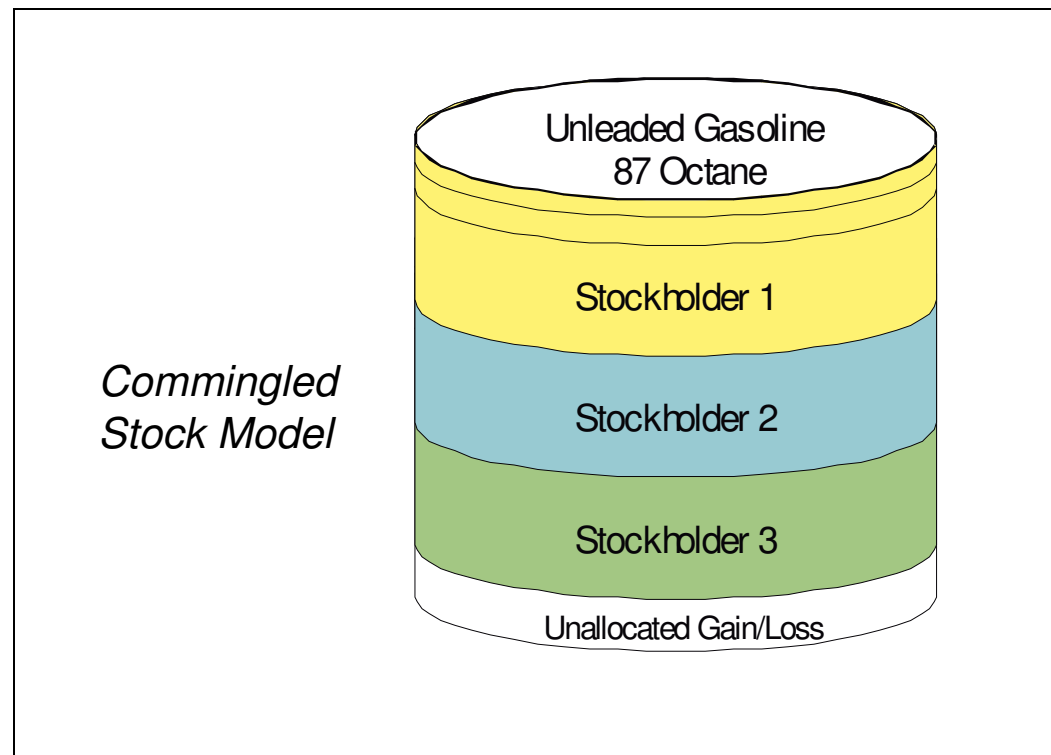 Unleaded Gasoline
87 Octane
Stockholder 1
Commingled
Stock Model
Stockholder 2
Stockholder 3
Unallocated Gain/Loss